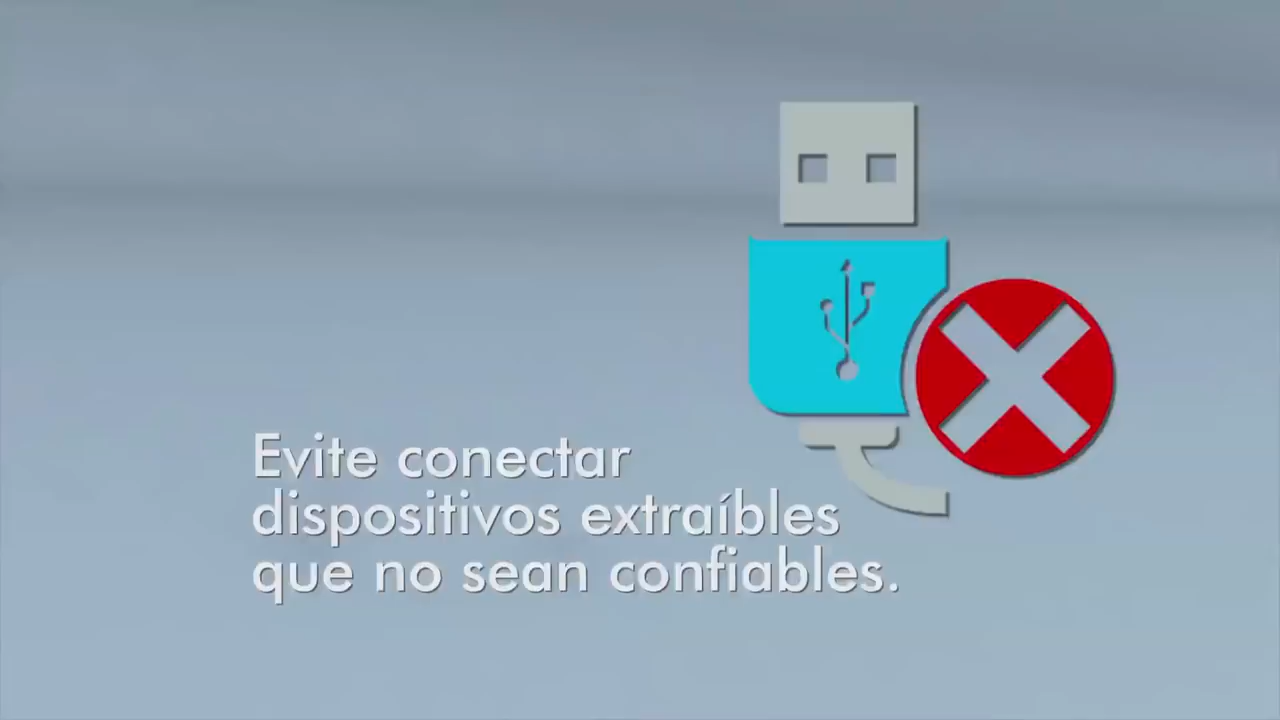 Evite conectar
dispositivos extraíbles
que no sean confiables.